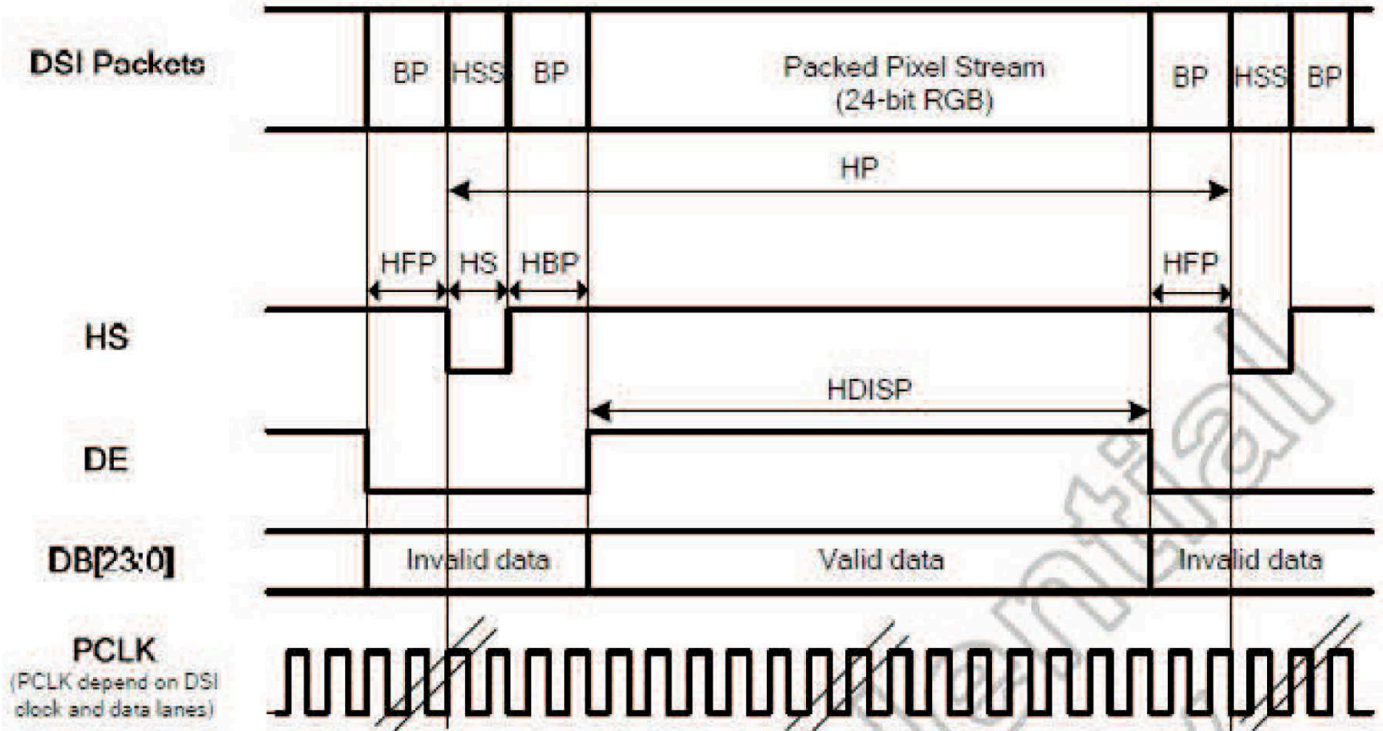 DSI Packets
BP HSS BP Packed Pixel Stream BP HSS BP
(24-bit RGB)
HP
HFP HS HBP HFP
HS
HDISP
DE
DB[23:0] Invalid data Valid data Invalid data
PCLK
(PCLK depend on DSI
clock and data lanes)